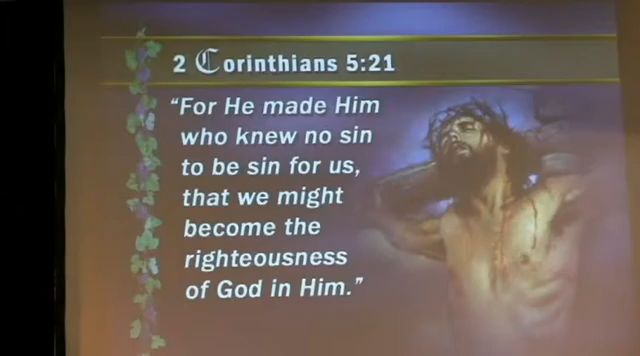 2 Corinthians 5:21
“For He made Him
who knew no sin
to be sin for us,
that we might
become the
righteousness
of God in Him.”